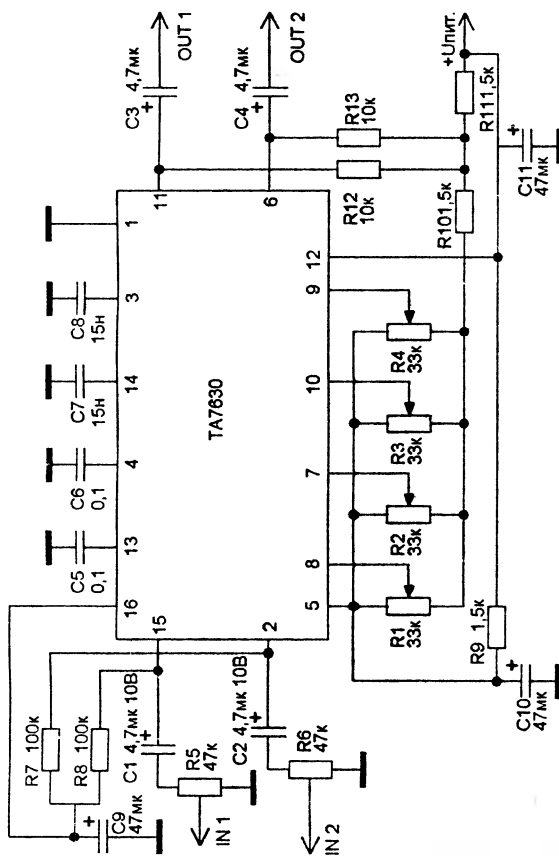 OUT 1
OUT 2
+Uпит.
C3 4,7мк
+
C4 4,7мк
+
R13
10к
R12
10к
R11 1,5к
R10 1,5к
C11
47мк
+
11
6
1
3
14
4
13
16
15
2
12
9
10
7
8
5
TA7630
C8
15н
C7
15н
C6
0,1
C5
0,1
R4
33к
R3
33к
R2
33к
R1
33к
R9 1,5к
C10
47мк
+
R7 100к
R8 100к
C1 4,7мк 10В
+
C2 4,7мк 10В
+
R5
47к
R6
47к
C9
47мк
+
IN 1
IN 2